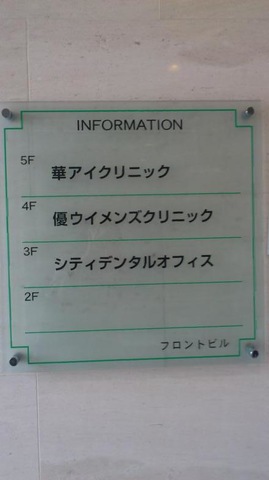 INFORMATION
5F 華アイクリニック
4F 優ウイメンズクリニック
3F シティデンタルオフィス
2F
フロントビル